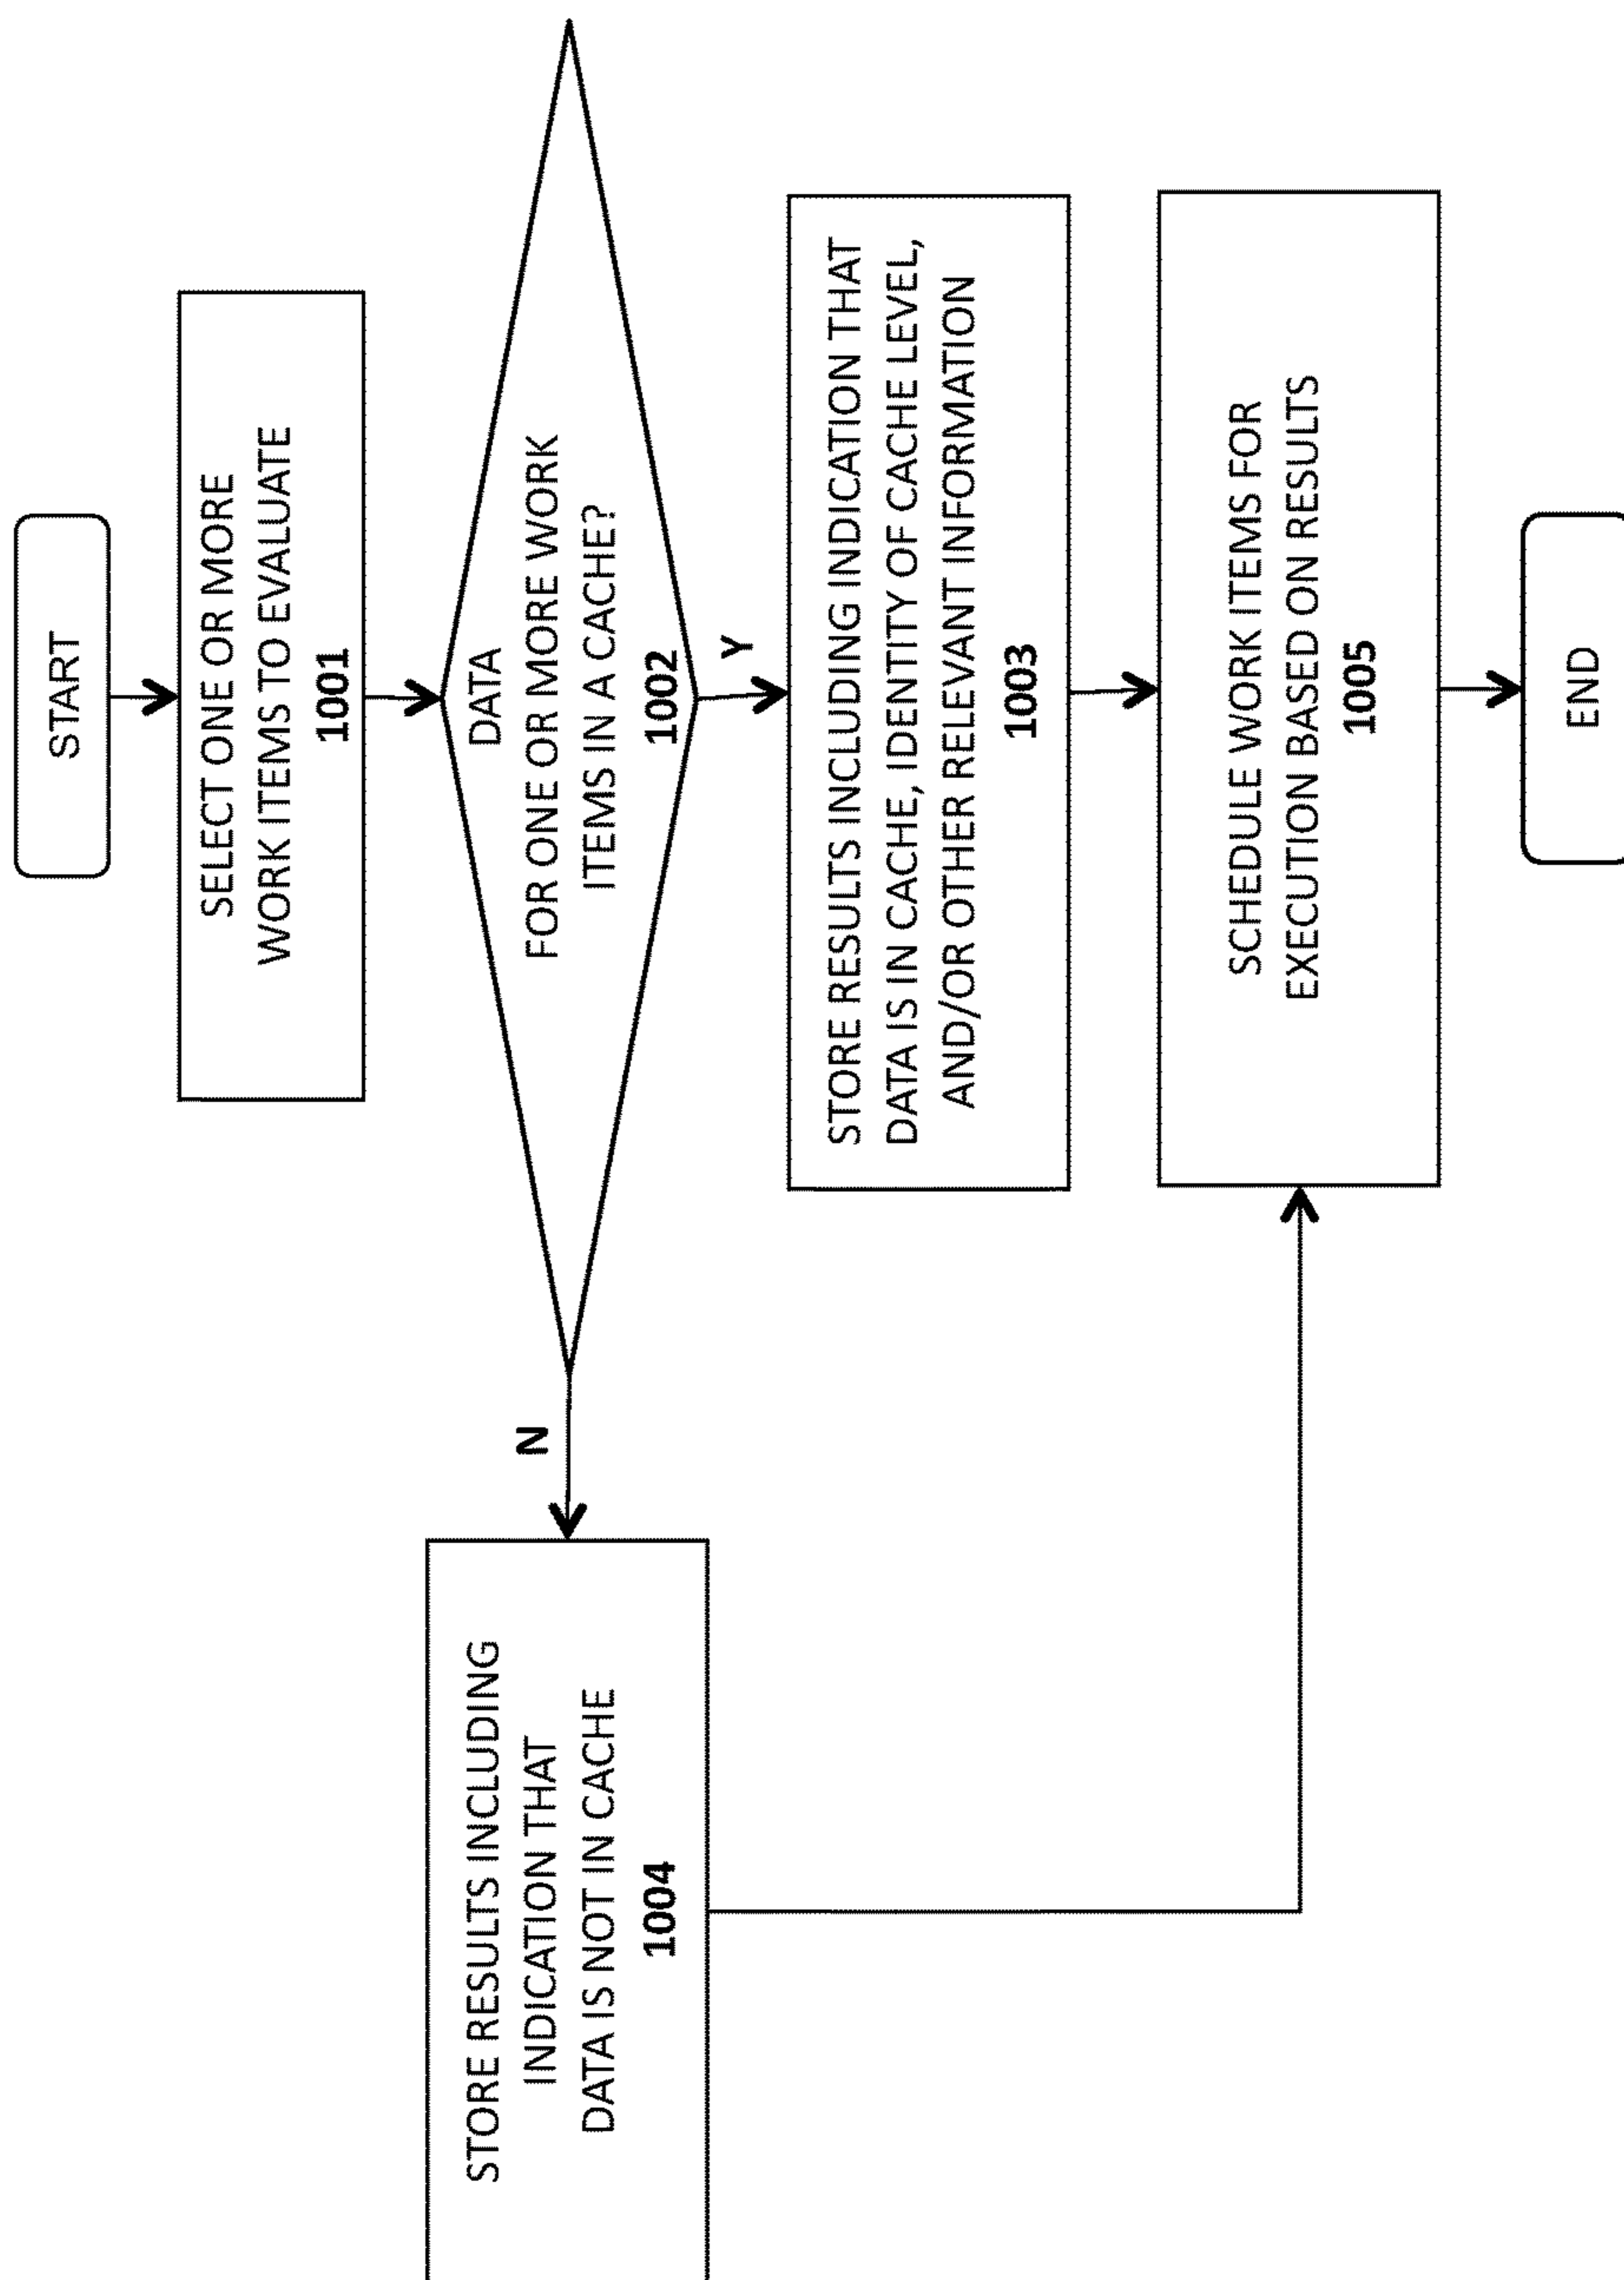 START
SELECT ONE OR MORE
WORK ITEMS TO EVALUATE
1001
DATA
FOR ONE OR MORE WORK
ITEMS IN A CACHE?
1002
Y
N
STORE RESULTS INCLUDING INDICATION THAT
DATA IS IN CACHE, IDENTITY OF CACHE LEVEL,
AND/OR OTHER RELEVANT INFORMATION
1003
STORE RESULTS INCLUDING
INDICATION THAT
DATA IS NOT IN CACHE
1004
SCHEDULE WORK ITEMS FOR
EXECUTION BASED ON RESULTS
1005
END